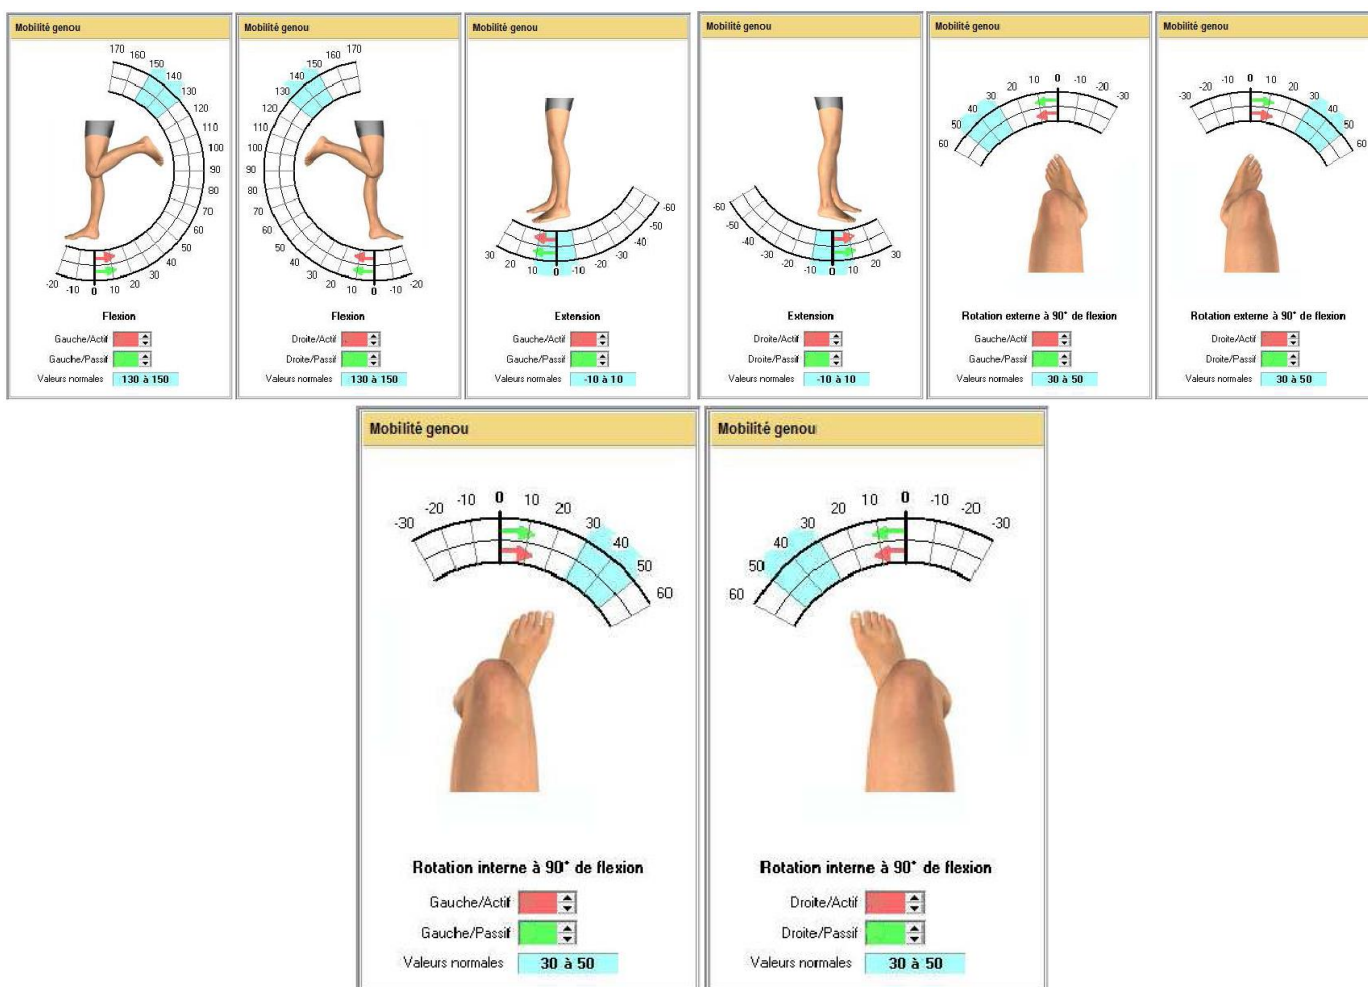 Mobilité genou
170 160 150 140 130 120 110 100 90 80 70 60 50 40 30 20 10 0 -10 -20
Flexion
Gauche/Actif
Gauche/Passif
Valeurs normales 130 à 150
Mobilité genou
170 160 150 140 130 120 110 100 90 80 70 60 50 40 30 20 10 0 -10 -20
Flexion
Droite/Actif
Droite/Passif
Valeurs normales 130 à 150
Mobilité genou
30 20 10 0 -10 -20 -30 -40 -50 -60
Extension
Gauche/Actif
Gauche/Passif
Valeurs normales -10 à 10
Mobilité genou
-60 -50 -40 -30 -20 -10 0 10 20 30
Extension
Droite/Actif
Droite/Passif
Valeurs normales -10 à 10
Mobilité genou
60 50 40 30 20 10 0 -10 -20 -30
Rotation externe à 90° de flexion
Gauche/Actif
Gauche/Passif
Valeurs normales 30 à 50
Mobilité genou
-30 -20 -10 0 10 20 30 40 50 60
Rotation externe à 90° de flexion
Droite/Actif
Droite/Passif
Valeurs normales 30 à 50
Mobilité genou
-30 -20 -10 0 10 20 30 40 50 60
Rotation interne à 90° de flexion
Gauche/Actif
Gauche/Passif
Valeurs normales 30 à 50
Mobilité genou
60 50 40 30 20 10 0 -10 -20 -30
Rotation interne à 90° de flexion
Droite/Actif
Droite/Passif
Valeurs normales 30 à 50